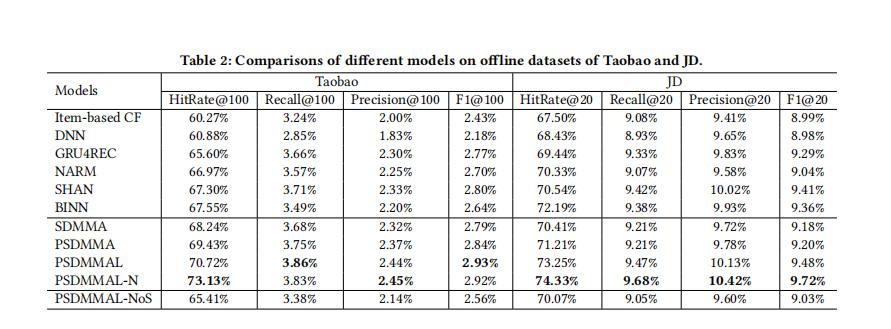 Table 2: Comparisons of different models on offline datasets of Taobao and JD.
Models Taobao JD
HitRate@100 Recall@100 Precision@100 F1@100 HitRate@20 Recall@20 Precision@20 F1@20
Item-based CF 60.27% 3.24% 2.00% 2.43% 67.50% 9.08% 9.41% 8.99%
DNN 60.88% 2.85% 1.83% 2.18% 68.43% 8.93% 9.65% 8.98%
GRU4REC 65.60% 3.66% 2.30% 2.77% 69.44% 9.33% 9.83% 9.29%
NARM 66.97% 3.57% 2.25% 2.70% 70.33% 9.07% 9.58% 9.04%
SHAN 67.30% 3.71% 2.33% 2.80% 70.54% 9.42% 10.02% 9.41%
BINN 67.55% 3.49% 2.20% 2.64% 72.19% 9.38% 9.93% 9.36%
SDMMA 68.24% 3.68% 2.32% 2.79% 70.41% 9.21% 9.72% 9.18%
PSDMMA 69.43% 3.75% 2.37% 2.84% 71.21% 9.21% 9.78% 9.20%
PSDMMAL 70.72% 3.86% 2.44% 2.93% 73.25% 9.47% 10.13% 9.48%
PSDMMAL-N 73.13% 3.83% 2.45% 2.92% 74.33% 9.68% 10.42% 9.72%
PSDMMAL-NoS 65.41% 3.38% 2.14% 2.56% 70.07% 9.05% 9.60% 9.03%